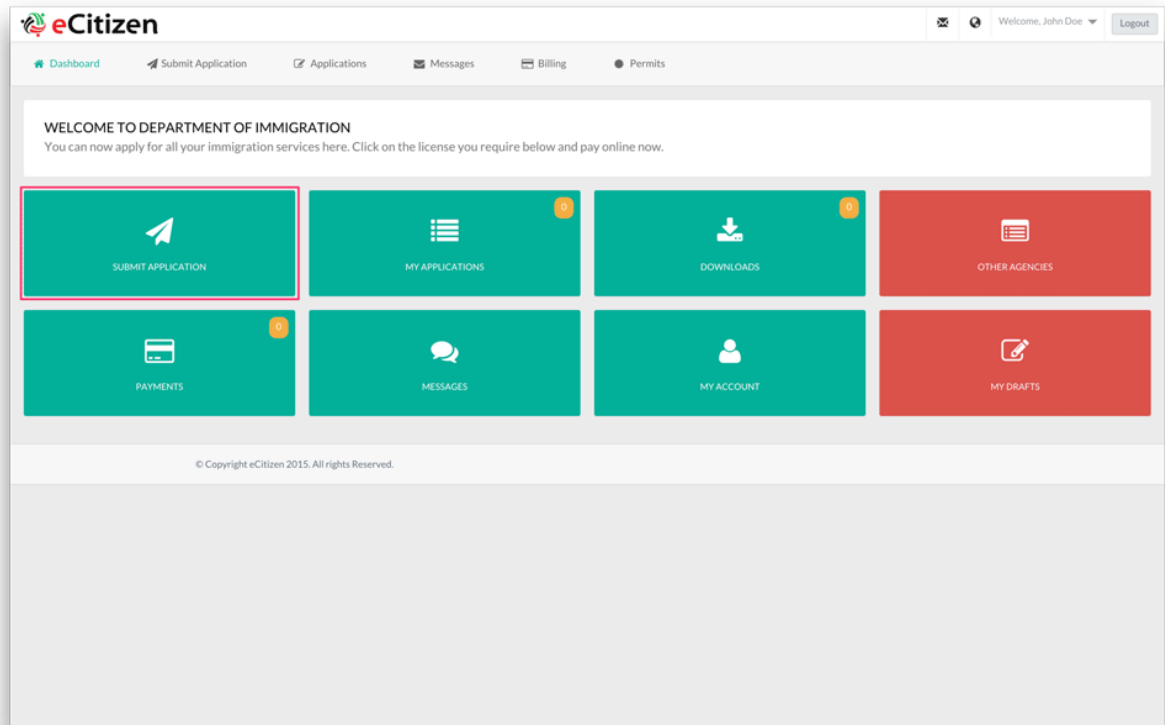 eCitizen
Welcome, John Doe
Logout
Dashboard
Submit Application
Applications
Messages
Billing
Permits
WELCOME TO DEPARTMENT OF IMMIGRATION
You can now apply for all your immigration services here. Click on the license you require below and pay online now.
SUBMIT APPLICATION
0
MY APPLICATIONS
0
DOWNLOADS
OTHER AGENCIES
0
PAYMENTS
MESSAGES
MY ACCOUNT
MY DRAFTS
© Copyright eCitizen 2015. All rights Reserved.